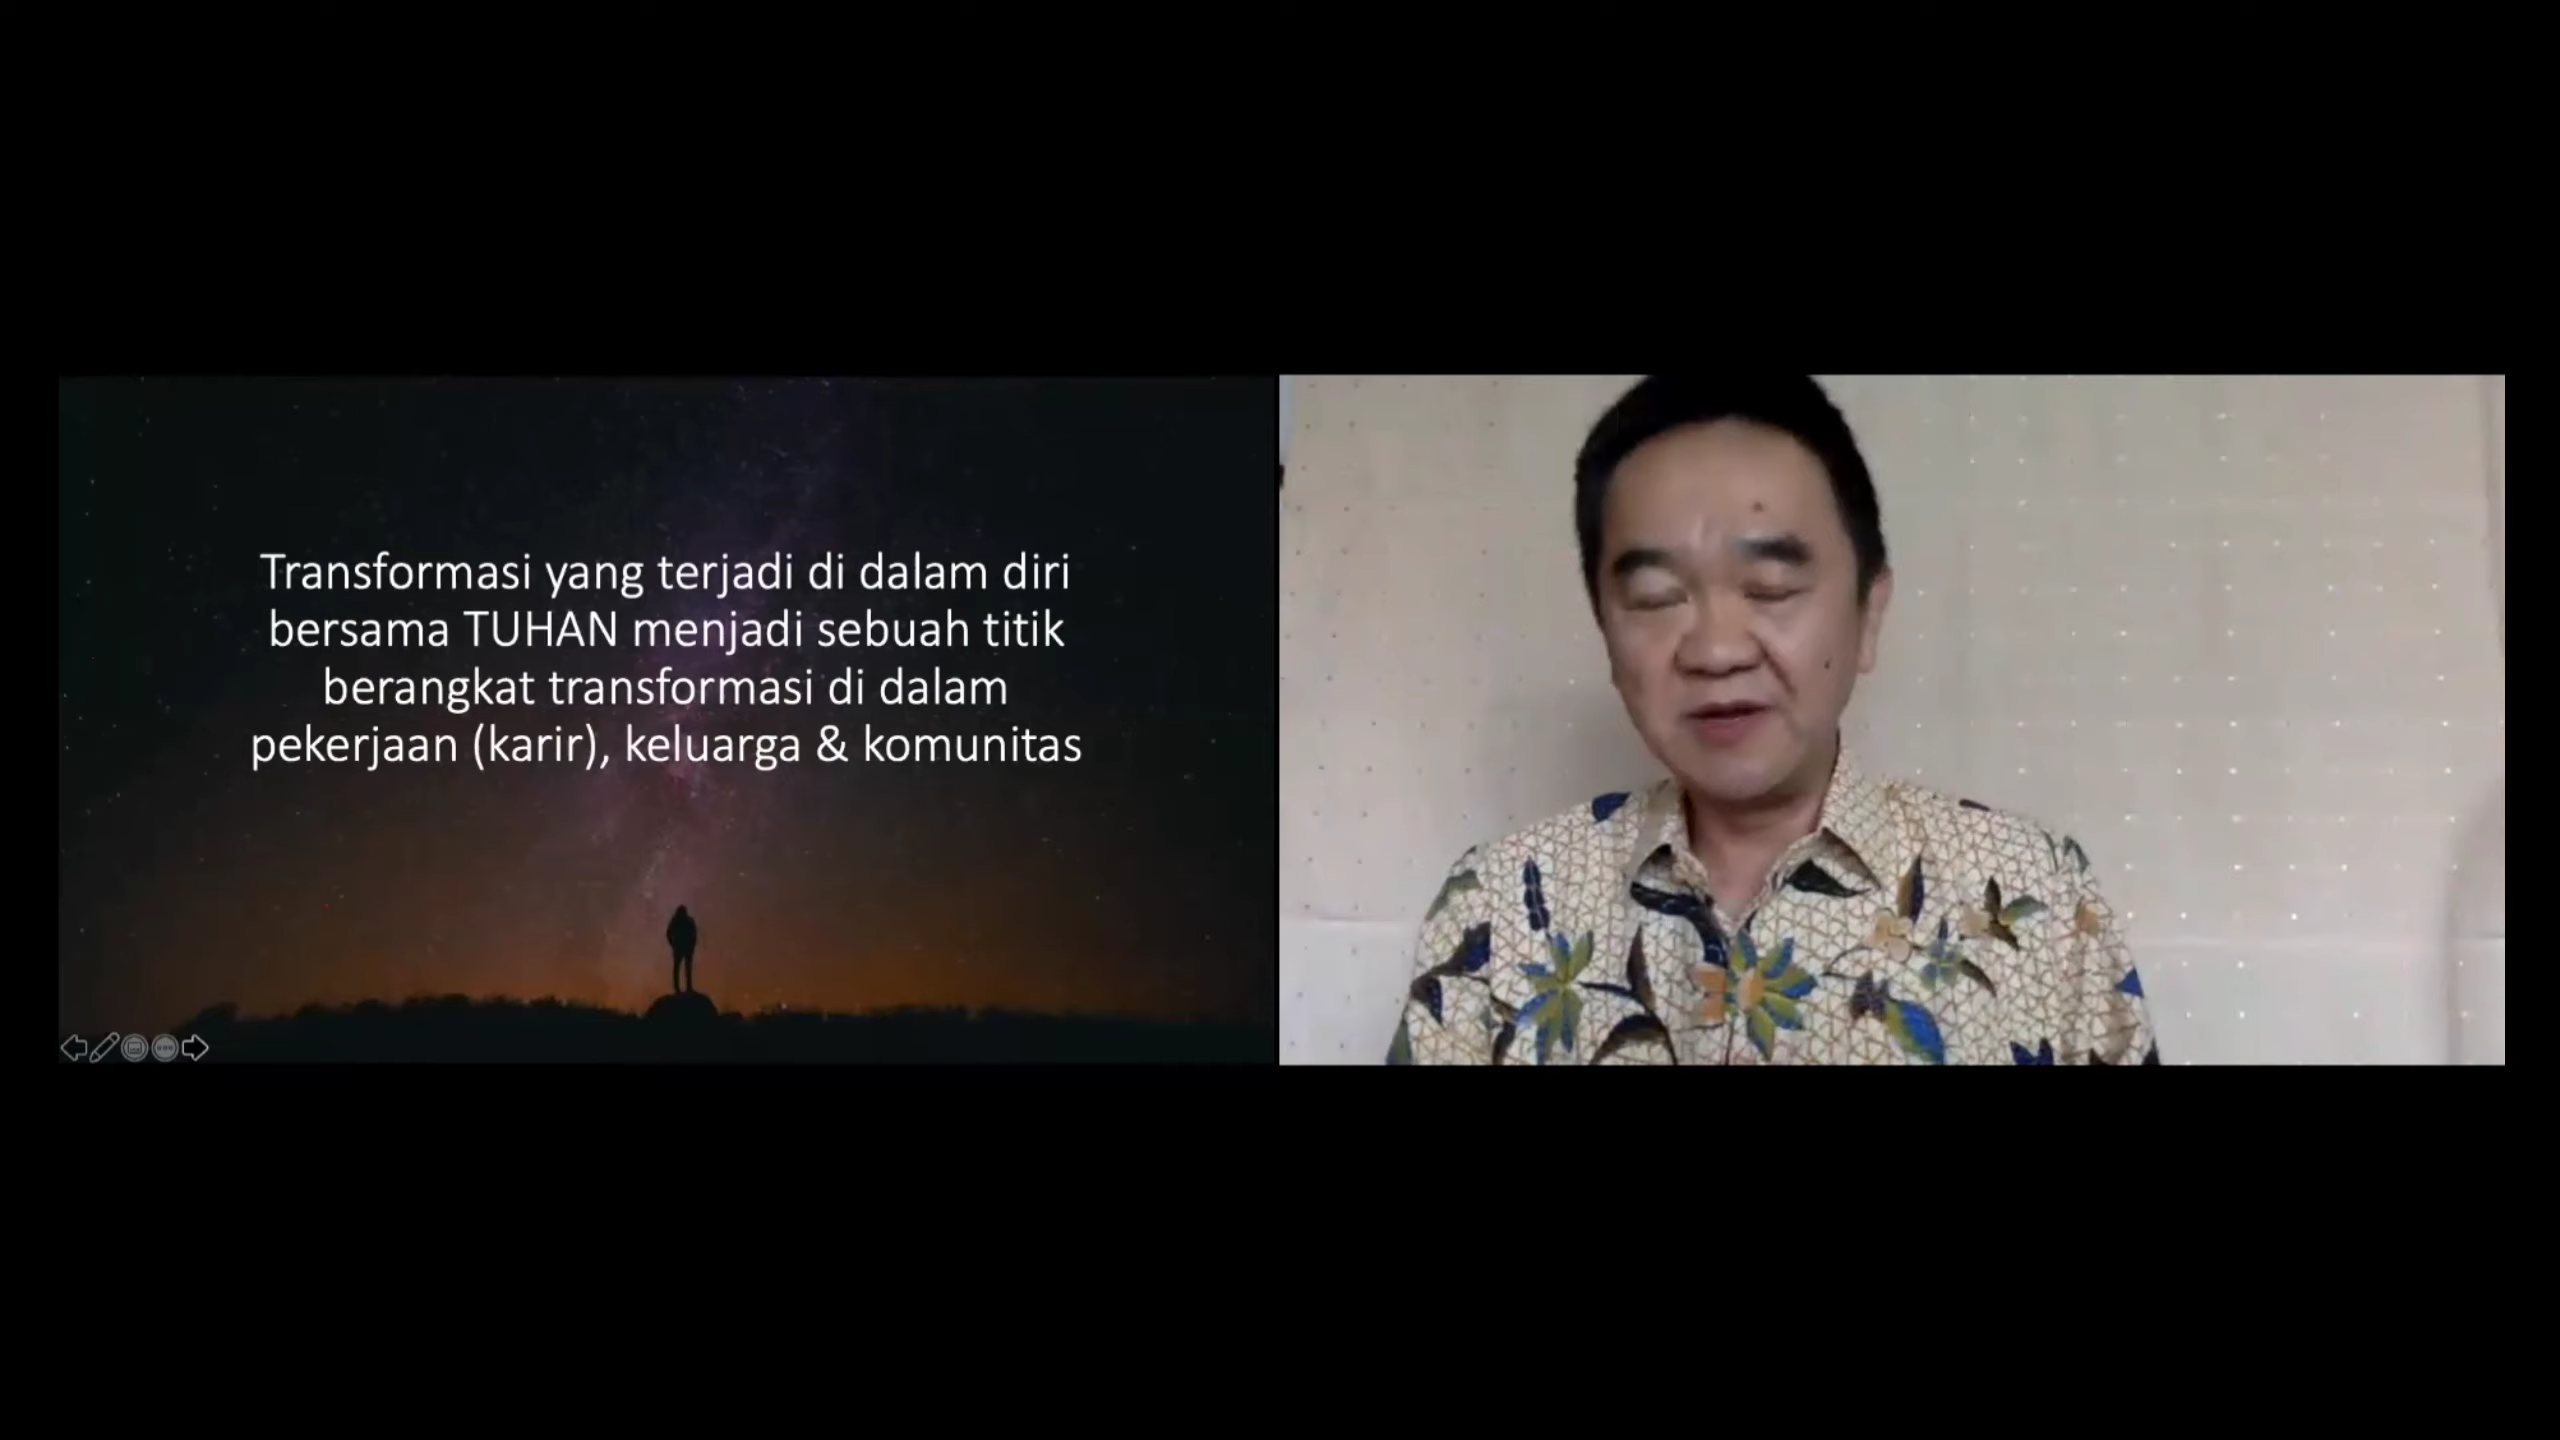 Transformasi yang terjadi di dalam diri
bersama TUHAN menjadi sebuah titik
berangkat transformasi di dalam
pekerjaan (karir), keluarga & komunitas